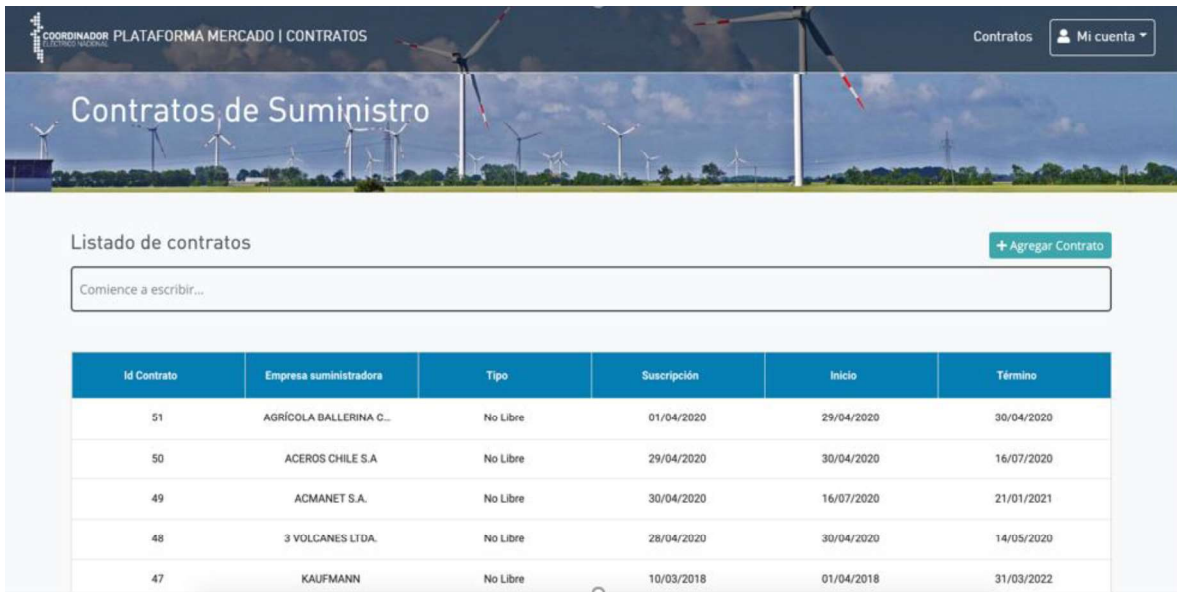 COORDINADOR
ELÉCTRICO NACIONAL
PLATAFORMA MERCADO | CONTRATOS
Contratos
Mi cuenta
Contratos de Suministro
Listado de contratos
+ Agregar Contrato
Comience a escribir...
Id Contrato Empresa suministradora Tipo Suscripción Inicio Término
51 AGRÍCOLA BALLERINA C... No Libre 01/04/2020 29/04/2020 30/04/2020
50 ACEROS CHILE S.A No Libre 29/04/2020 30/04/2020 16/07/2020
49 ACMANET S.A. No Libre 30/04/2020 16/07/2020 21/01/2021
48 3 VOLCANES LTDA. No Libre 28/04/2020 30/04/2020 14/05/2020
47 KAUFMANN No Libre 10/03/2018 01/04/2018 31/03/2022